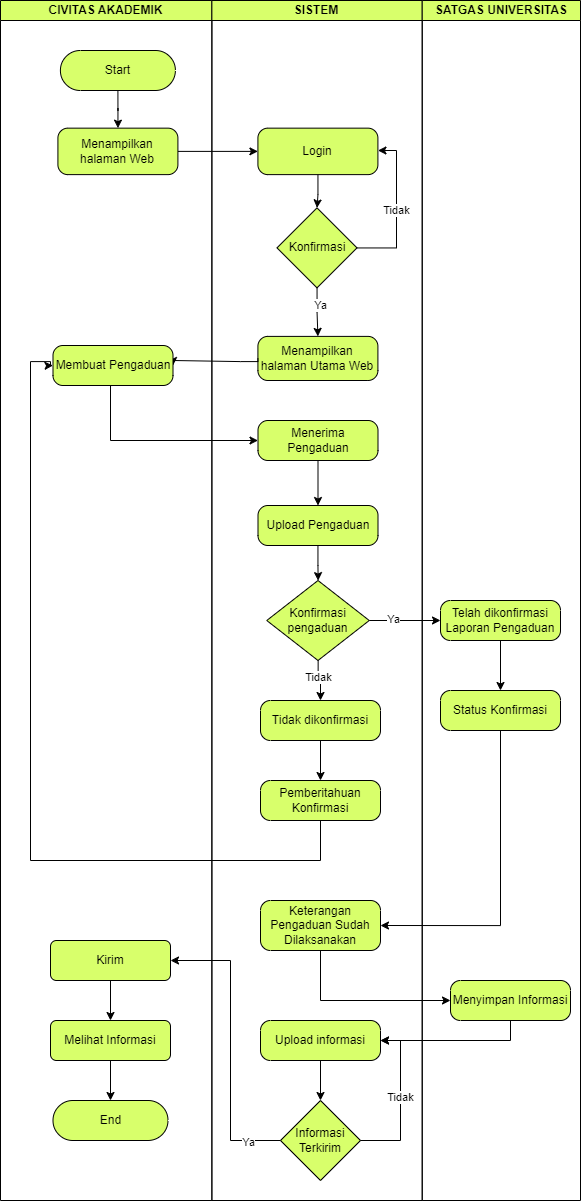 CIVITAS AKADEMIK
SISTEM
SATGAS UNIVERSITAS
Start
Menampilkan
halaman Web
Login
Tidak
Konfirmasi
Ya
Menampilkan
halaman Utama Web
Membuat Pengaduan
Menerima
Pengaduan
Upload Pengaduan
Konfirmasi
pengaduan
Ya
Telah dikonfirmasi
Laporan Pengaduan
Tidak
Status Konfirmasi
Tidak dikonfirmasi
Pemberitahuan
Konfirmasi
Keterangan
Pengaduan Sudah
Dilaksanakan
Kirim
Menyimpan Informasi
Melihat Informasi
Upload informasi
Tidak
End
Ya
Informasi
Terkirim